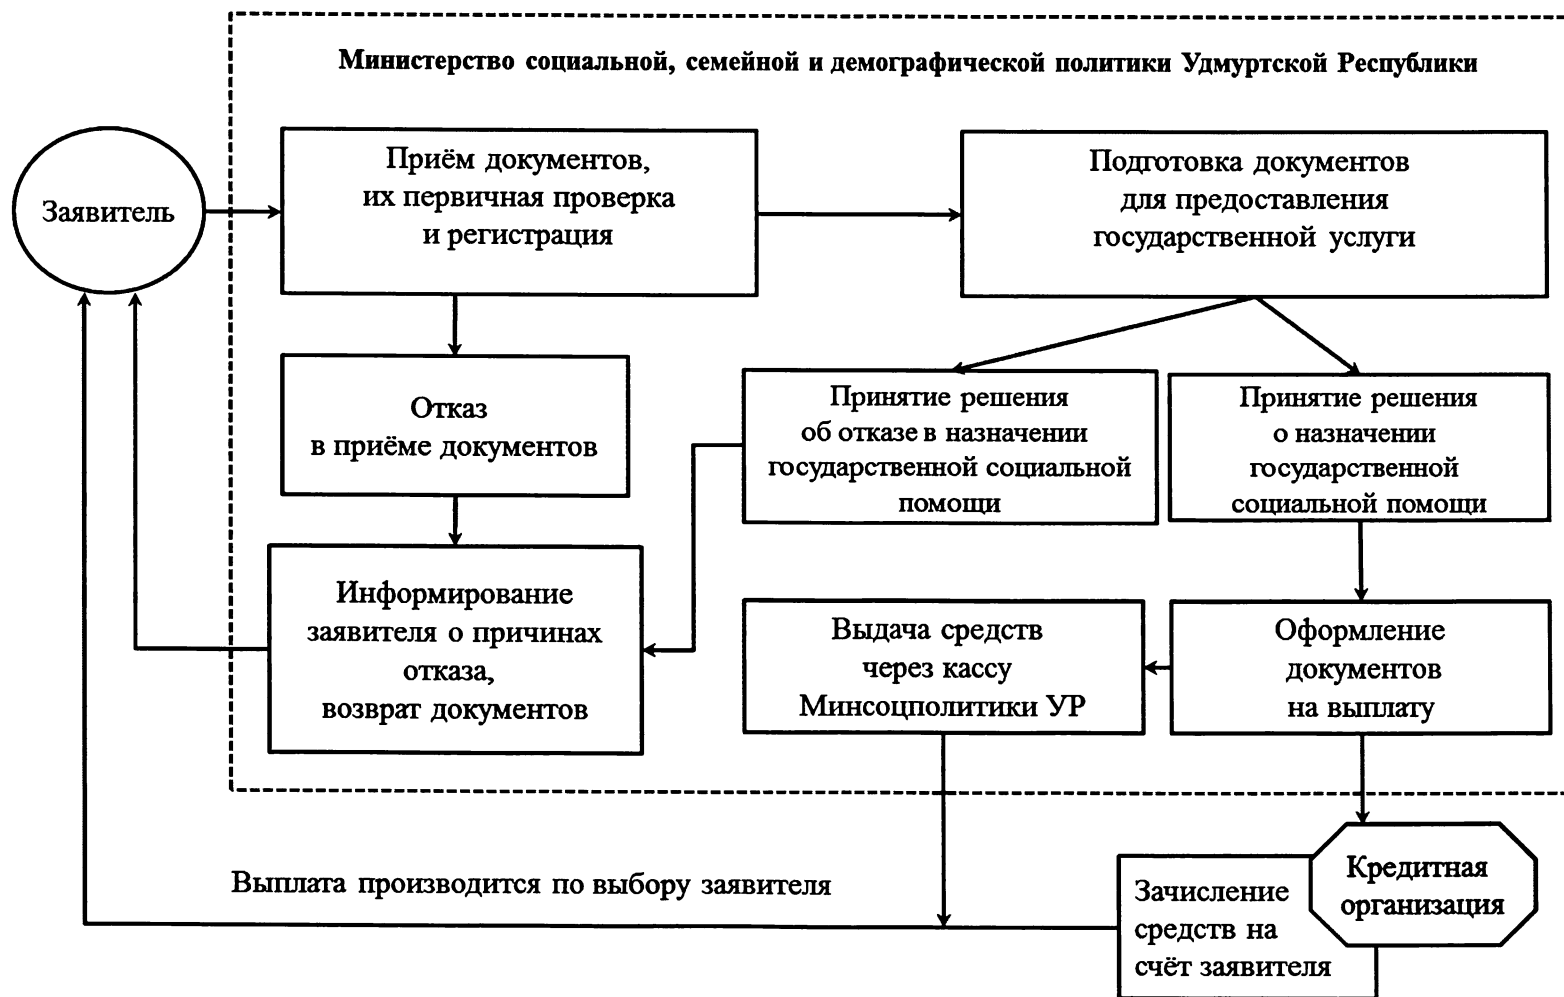 Министерство социальной, семейной и демографической политики Удмуртской Республики
Заявитель
Приём документов,
их первичная проверка
и регистрация
Подготовка документов
для предоставления
государственной услуги
Отказ
в приёме документов
Принятие решения
об отказе в назначении
государственной социальной
помощи
Принятие решения
о назначении
государственной
социальной помощи
Информирование
заявителя о причинах
отказа,
возврат документов
Выдача средств
через кассу
Минсоцполитики УР
Оформление
документов
на выплату
Выплата производится по выбору заявителя
Зачисление
средств на
счёт заявителя
Кредитная
организация